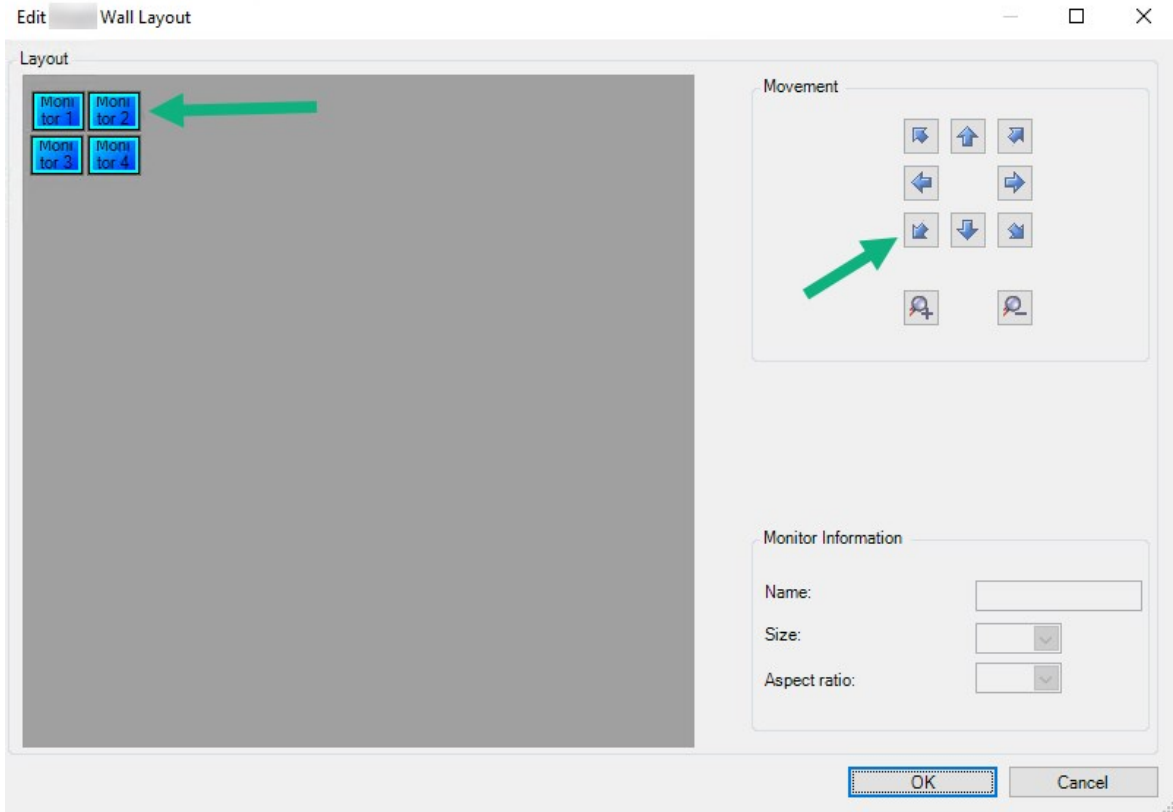 Edit Wall Layout
Layout
Moni
tor 1
Moni
tor 2
Moni
tor 3
Moni
tor 4
Movement
Monitor Information
Name:
Size:
Aspect ratio:
OK
Cancel